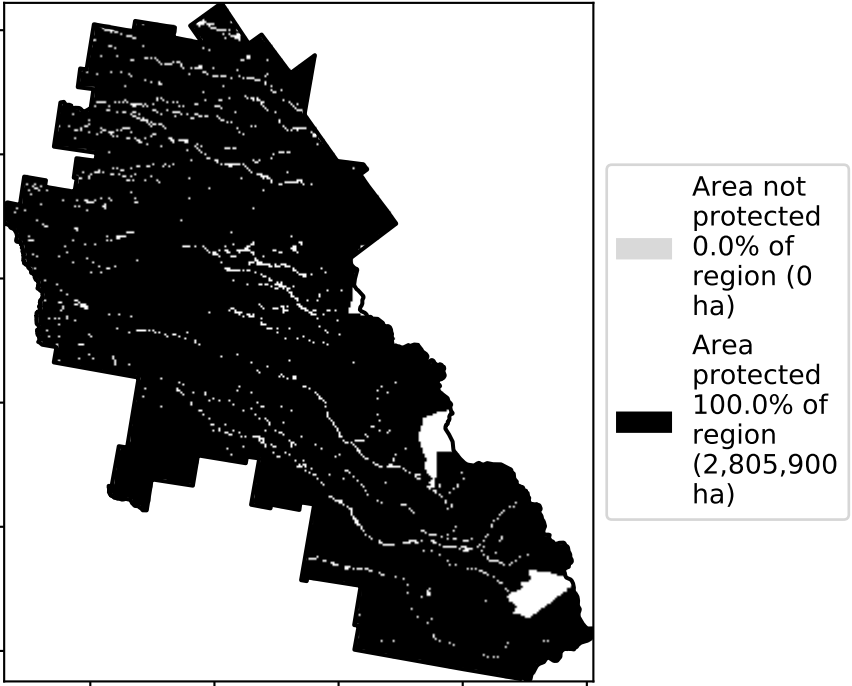 Area not
protected
0.0% of
region (0
ha)
Area
protected
100.0% of
region
(2,805,900
ha)